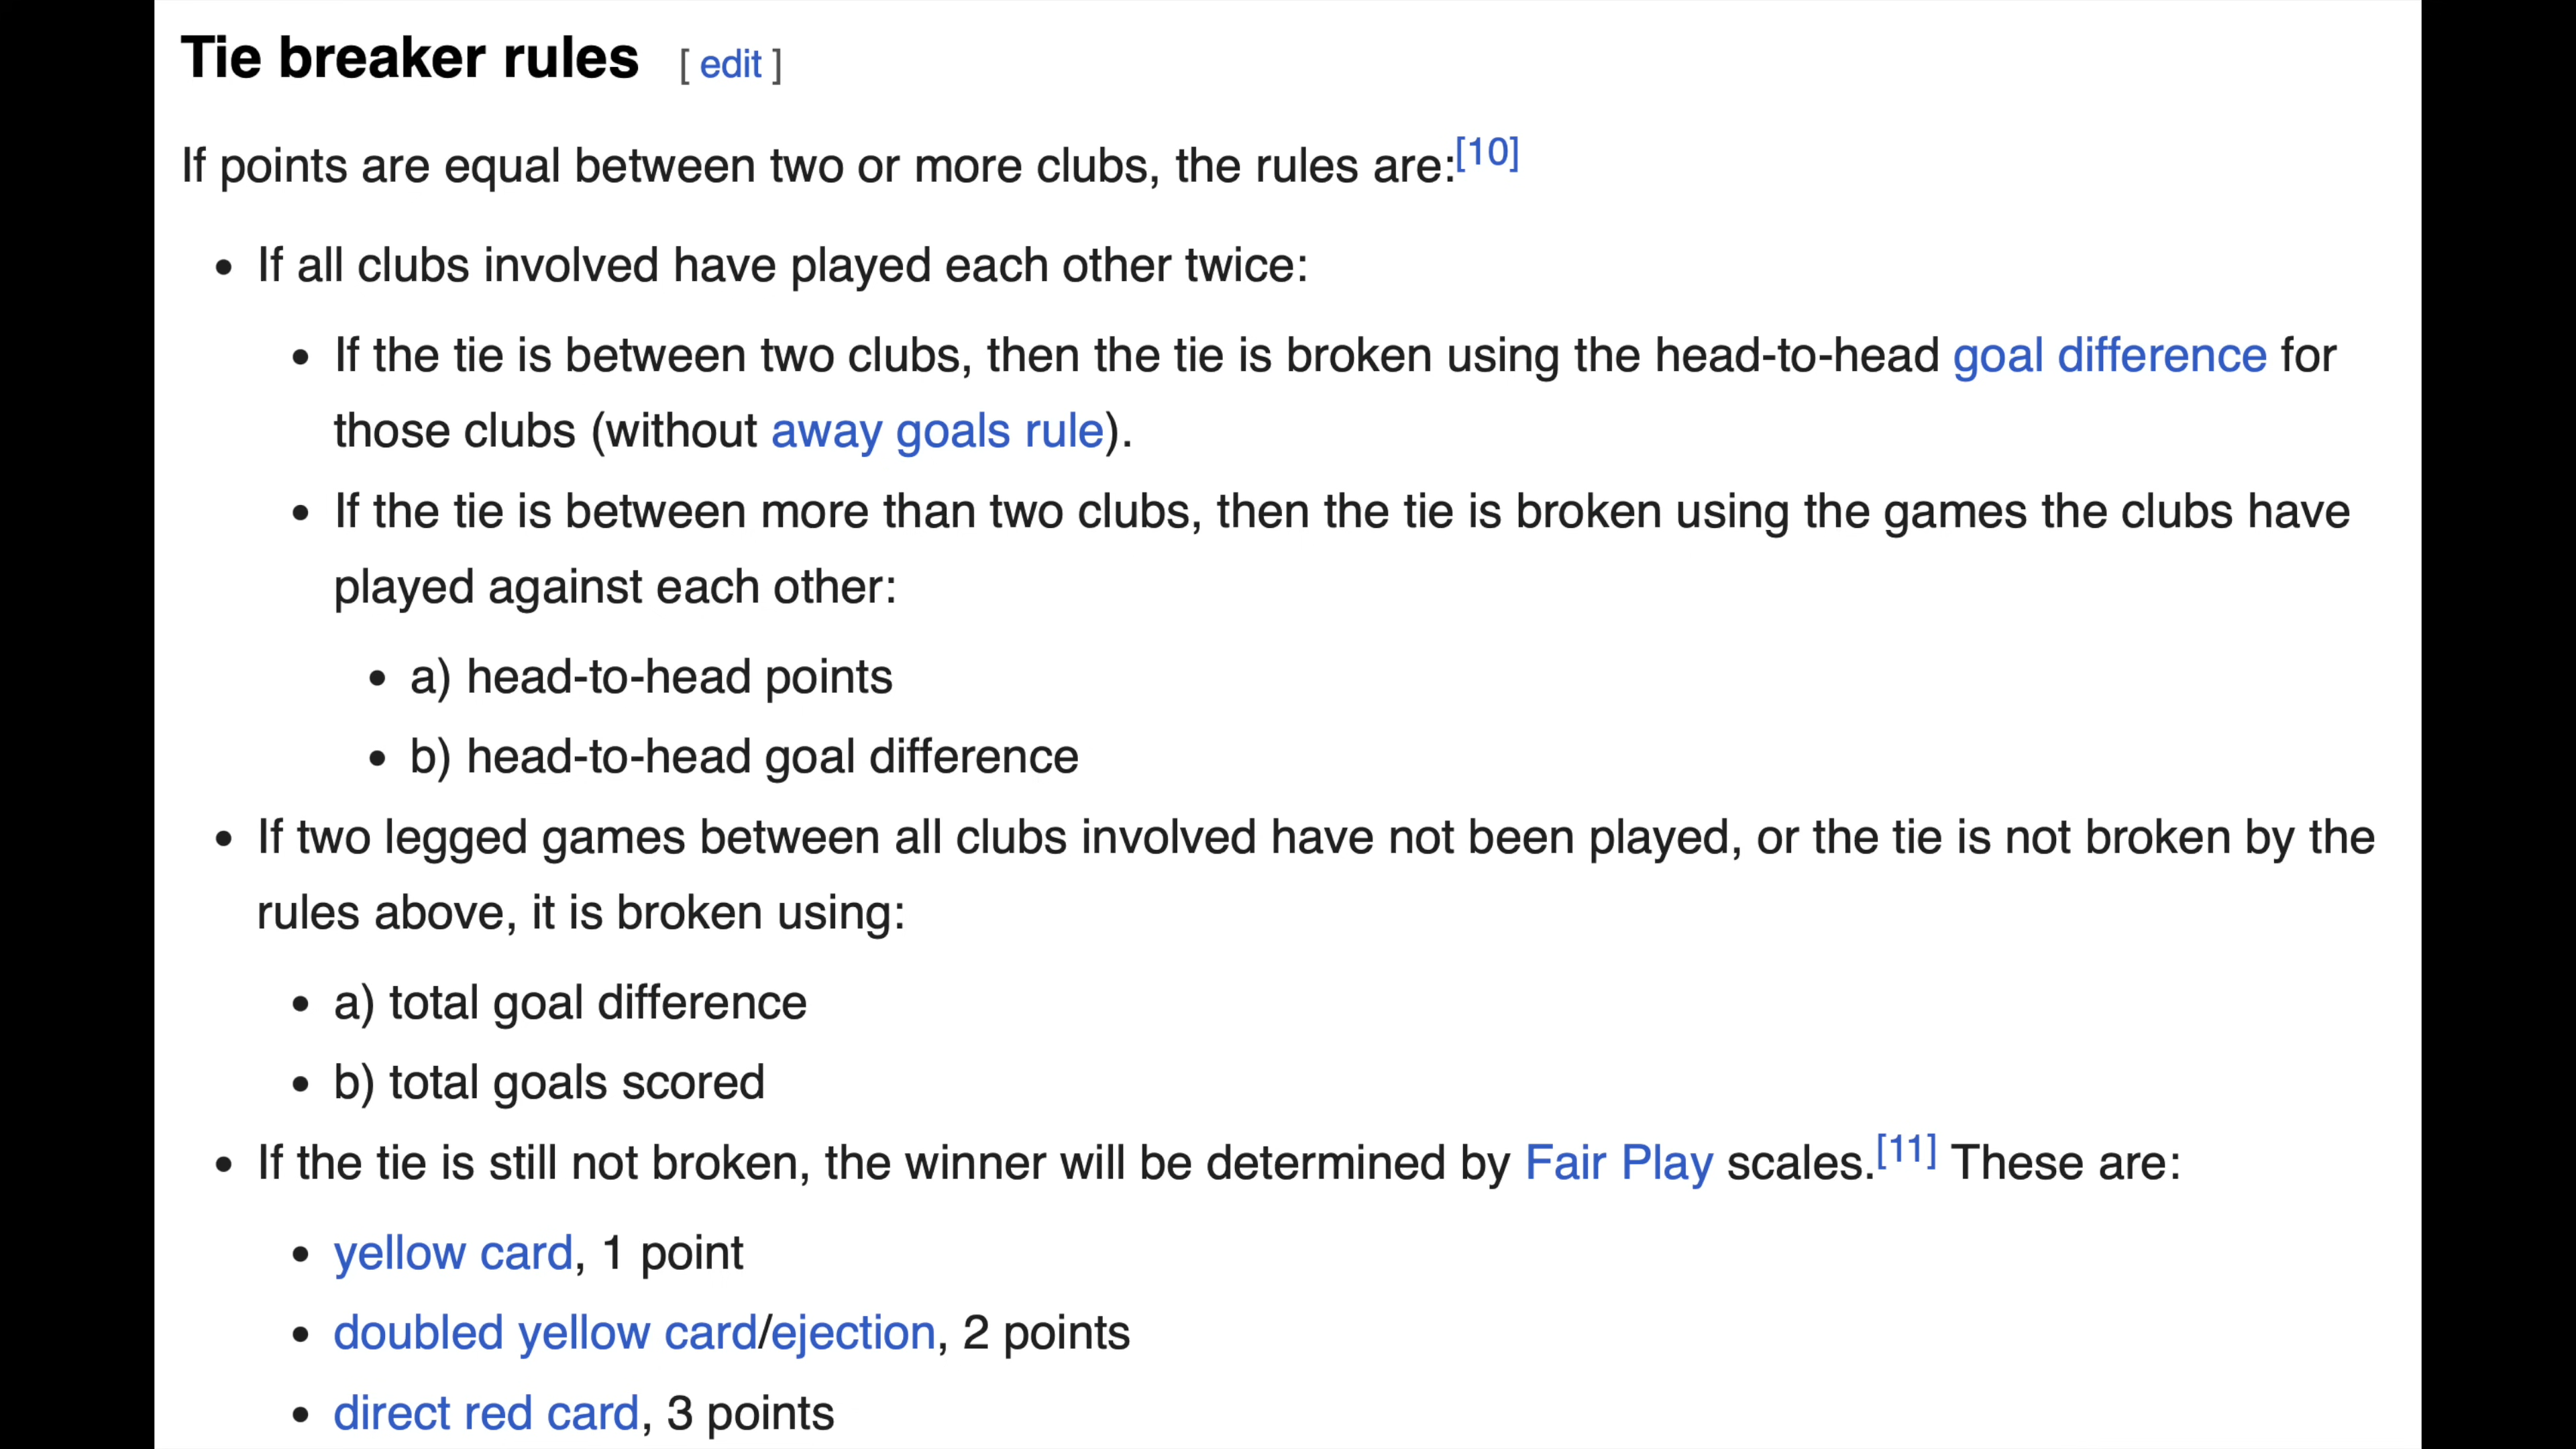 Tie breaker rules [ edit ]
If points are equal between two or more clubs, the rules are:[10]
• If all clubs involved have played each other twice:
• If the tie is between two clubs, then the tie is broken using the head-to-head goal difference for
those clubs (without away goals rule).
• If the tie is between more than two clubs, then the tie is broken using the games the clubs have
played against each other:
• a) head-to-head points
• b) head-to-head goal difference
• If two legged games between all clubs involved have not been played, or the tie is not broken by the
rules above, it is broken using:
• a) total goal difference
• b) total goals scored
• If the tie is still not broken, the winner will be determined by Fair Play scales.[11] These are:
• yellow card, 1 point
• doubled yellow card/ejection, 2 points
• direct red card, 3 points